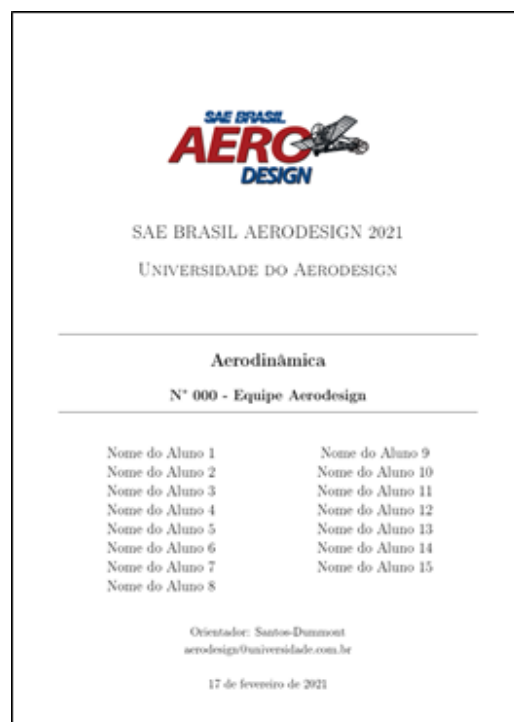 SAE BRASIL
AERO
DESIGN
SAE BRASIL AERODESIGN 2021
UNIVERSIDADE DO AERODESIGN
Aerodinâmica
N° 000 - Equipe Aerodesign
Nome do Aluno 1
Nome do Aluno 2
Nome do Aluno 3
Nome do Aluno 4
Nome do Aluno 5
Nome do Aluno 6
Nome do Aluno 7
Nome do Aluno 8
Nome do Aluno 9
Nome do Aluno 10
Nome do Aluno 11
Nome do Aluno 12
Nome do Aluno 13
Nome do Aluno 14
Nome do Aluno 15
Orientador: Santos-Dummont
aerodesign@universidade.com.br
17 de fevereiro de 2021